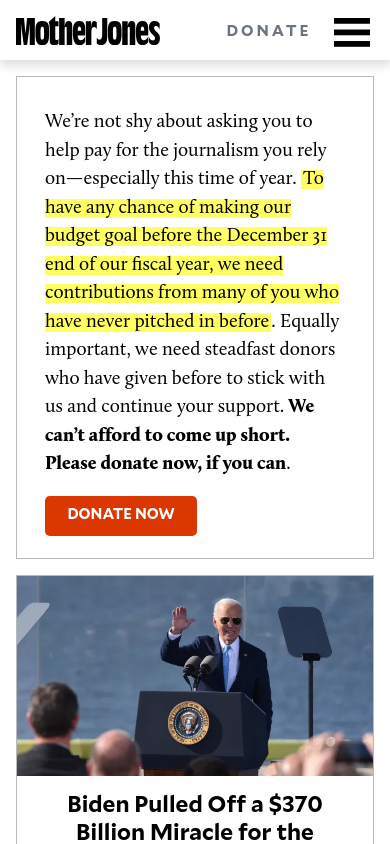 Mother Jones
DONATE
We’re not shy about asking you to
help pay for the journalism you rely
on—especially this time of year. To
have any chance of making our
budget goal before the December 31
end of our fiscal year, we need
contributions from many of you who
have never pitched in before. Equally
important, we need steadfast donors
who have given before to stick with
us and continue your support. We
can’t afford to come up short.
Please donate now, if you can.
DONATE NOW
Biden Pulled Off a $370
Billion Miracle for the